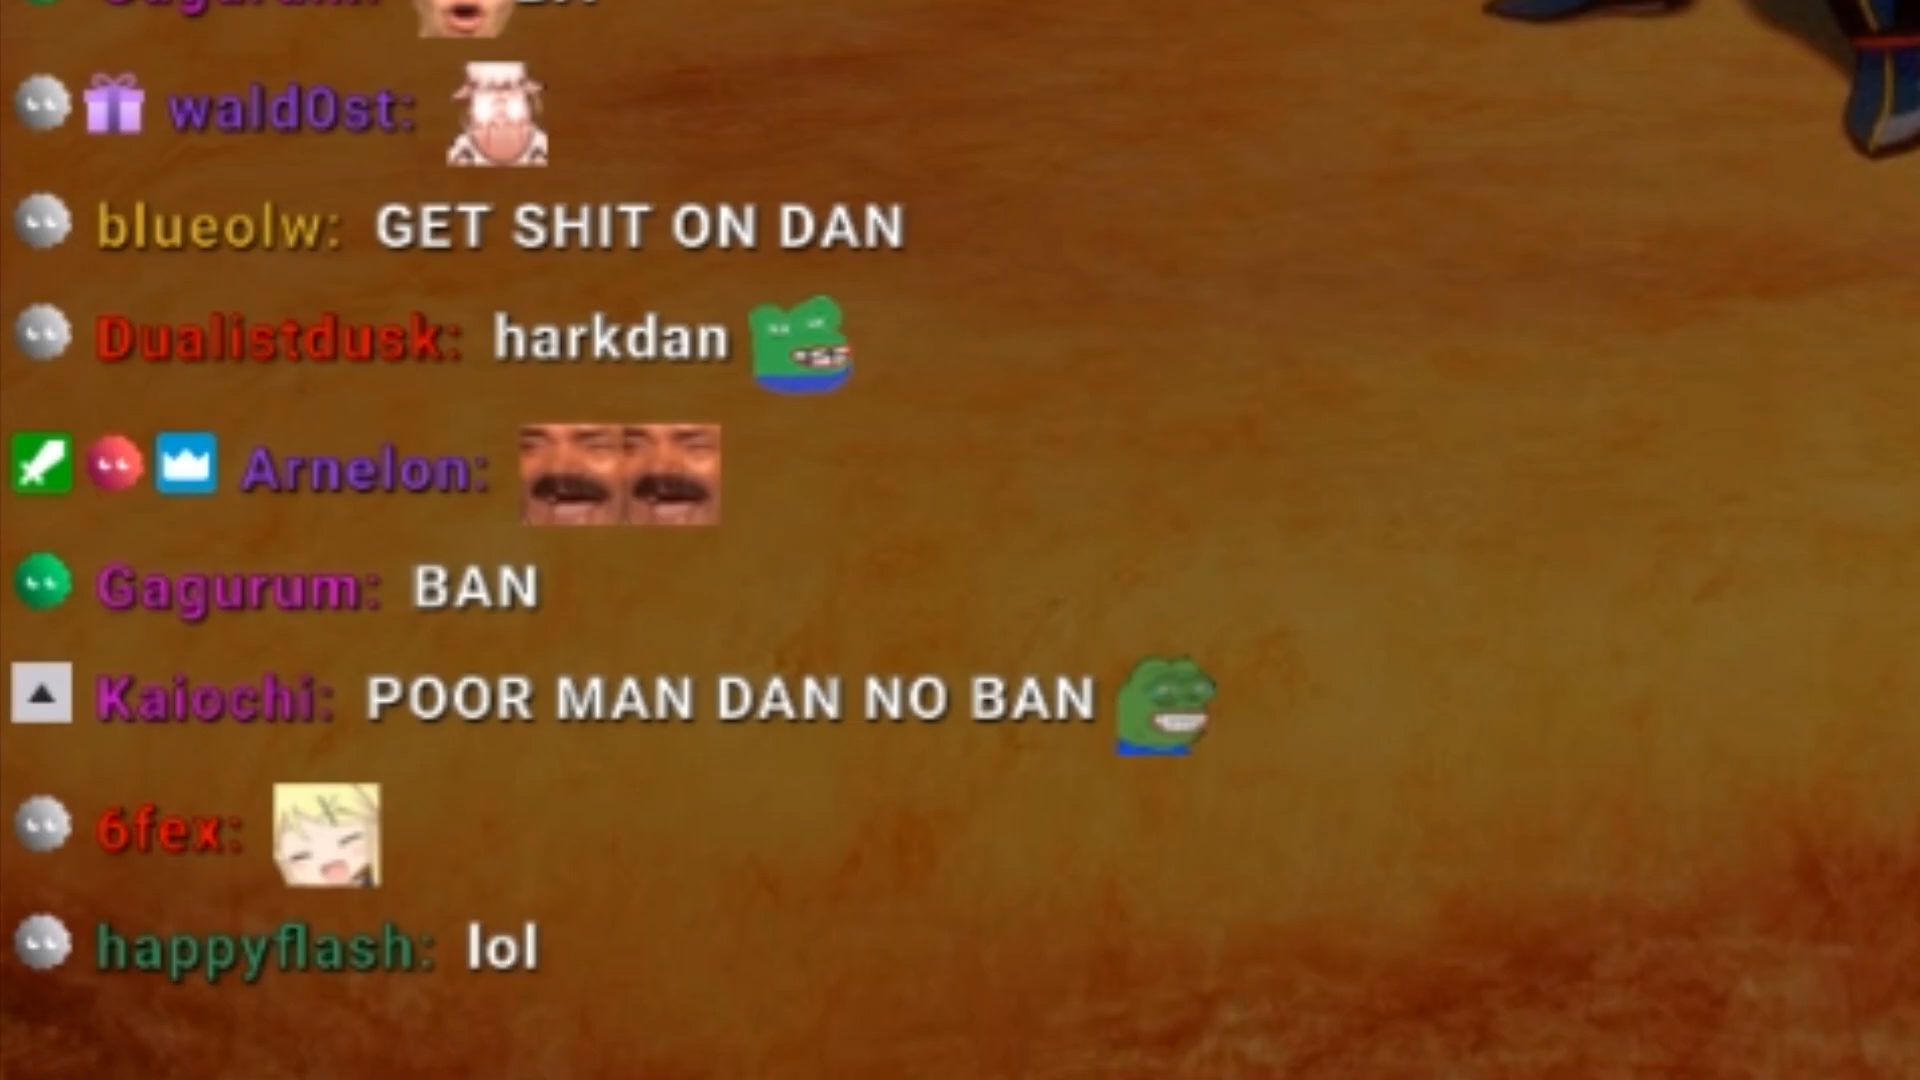 wald0st:
blueolw: GET SHIT ON DAN
Dualistdusk: harkdan
Arnelon:
Gagurum: BAN
Kaiochi: POOR MAN DAN NO BAN
6fex:
happyflash: lol